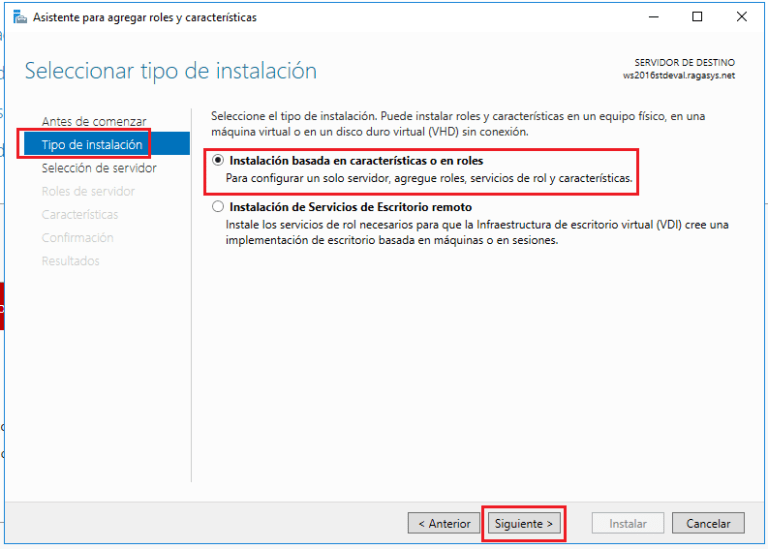 Asistente para agregar roles y características
Seleccionar tipo de instalación
SERVIDOR DE DESTINO
ws2016stdeval.ragasys.net
Antes de comenzar
Tipo de instalación
Selección de servidor
Roles de servidor
Características
Confirmación
Resultados
Seleccione el tipo de instalación. Puede instalar roles y características en un equipo físico, en una
máquina virtual o en un disco duro virtual (VHD) sin conexión.
Instalación basada en características o en roles
Para configurar un solo servidor, agregue roles, servicios de rol y características.
Instalación de Servicios de Escritorio remoto
Instale los servicios de rol necesarios para que la Infraestructura de escritorio virtual (VDI) cree una
implementación de escritorio basada en máquinas o en sesiones.
< Anterior
Siguiente >
Instalar
Cancelar